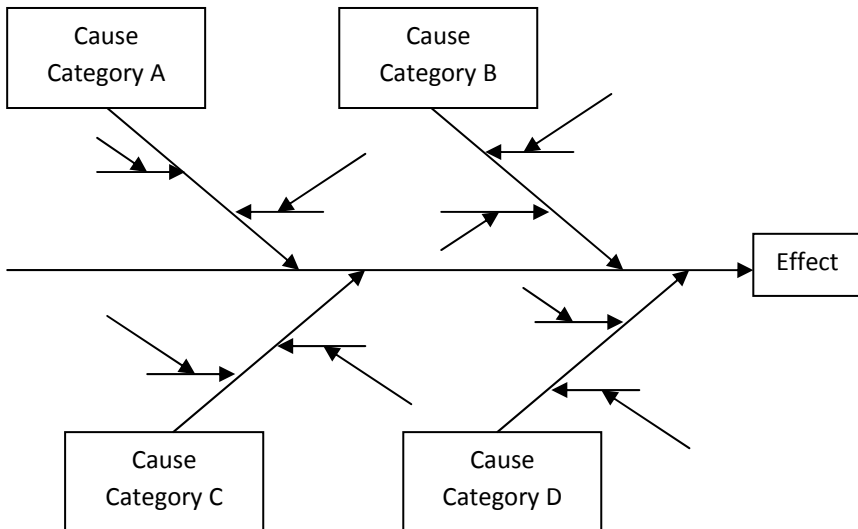 Cause
Category A
Cause
Category B
Effect
Cause
Category C
Cause
Category D